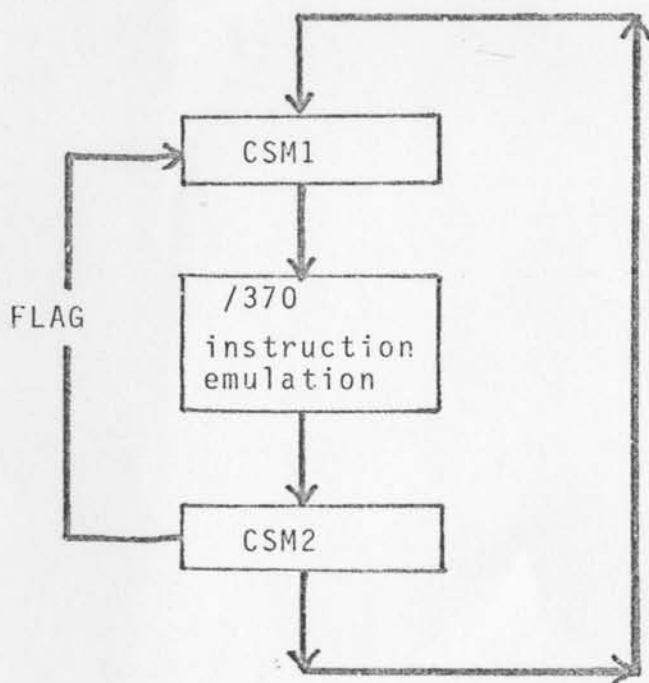 CSM1
/370
instruction
emulation
FLAG
CSM2